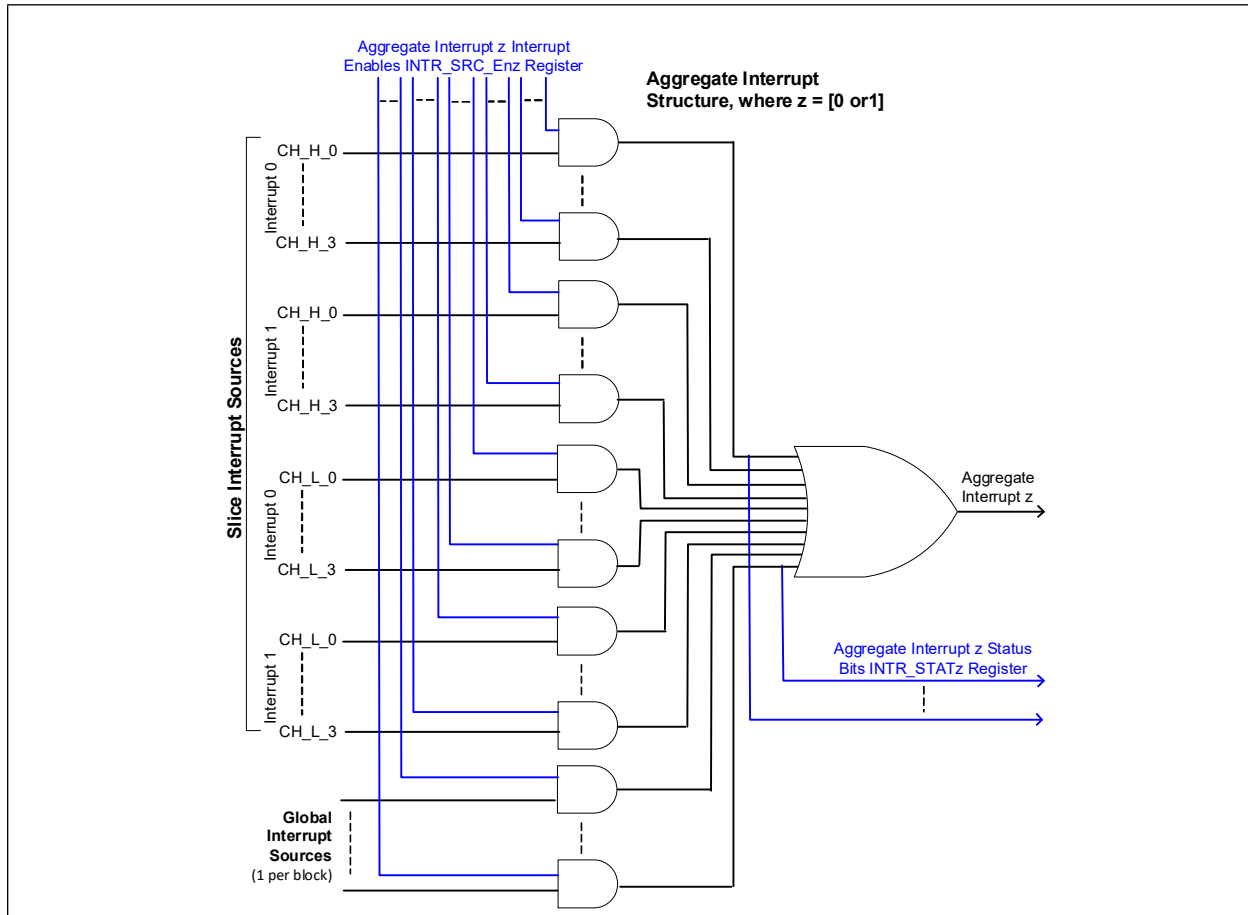 Aggregate Interrupt z Interrupt
Enables INTR_SRC_Enz Register
Aggregate Interrupt
Structure, where z = [0 or1]
Slice Interrupt Sources
Interrupt 0
CH_H_0
CH_H_3
Interrupt 1
CH_H_0
CH_H_3
Interrupt 0
CH_L_0
CH_L_3
Interrupt 1
CH_L_0
CH_L_3
Global
Interrupt
Sources
(1 per block)
Aggregate
Interrupt z
Aggregate Interrupt z Status
Bits INTR_STATz Register